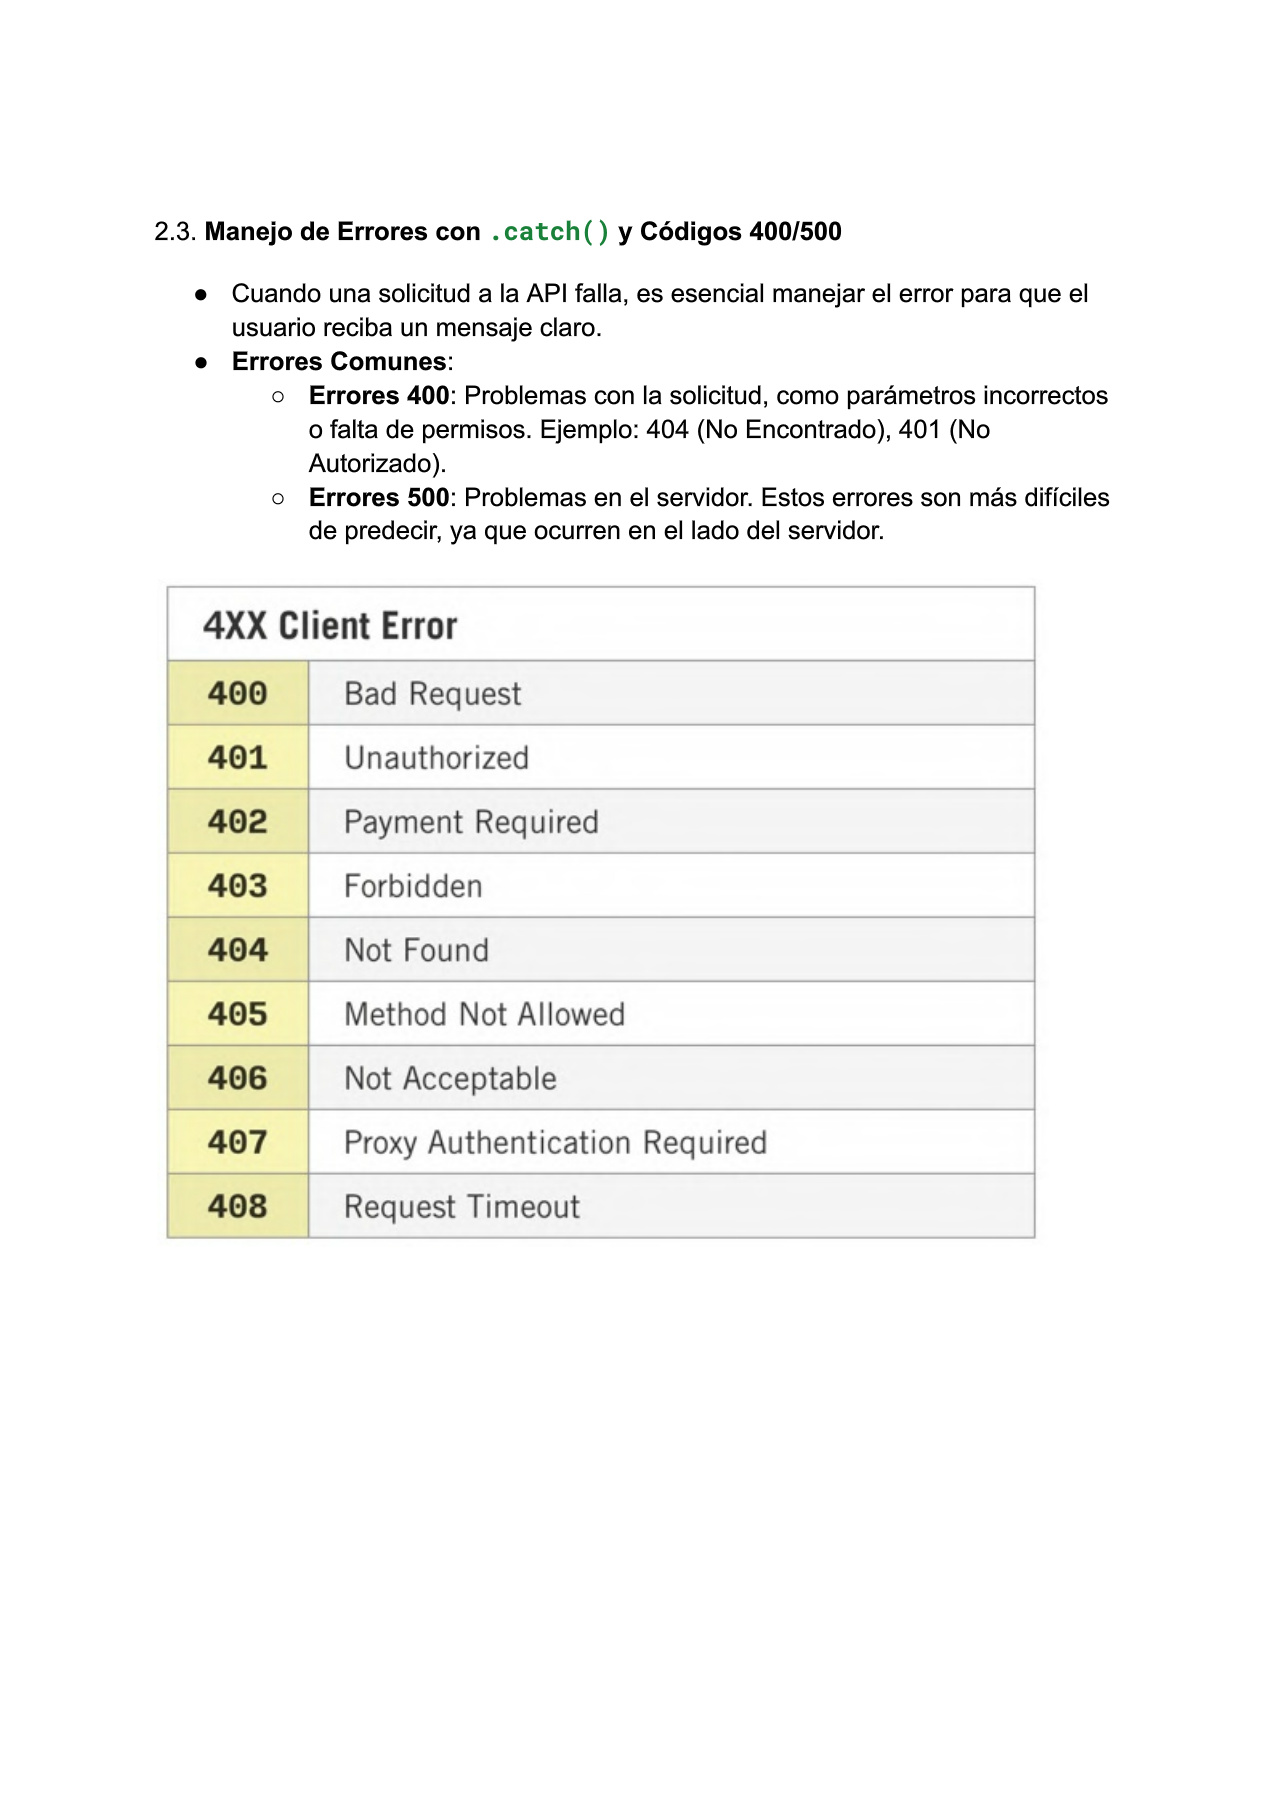 2.3. Manejo de Errores con .catch() y Códigos 400/500
● Cuando una solicitud a la API falla, es esencial manejar el error para que el
usuario reciba un mensaje claro.
● Errores Comunes:
○ Errores 400: Problemas con la solicitud, como parámetros incorrectos
o falta de permisos. Ejemplo: 404 (No Encontrado), 401 (No
Autorizado).
○ Errores 500: Problemas en el servidor. Estos errores son más difíciles
de predecir, ya que ocurren en el lado del servidor.
4XX Client Error
400 Bad Request
401 Unauthorized
402 Payment Required
403 Forbidden
404 Not Found
405 Method Not Allowed
406 Not Acceptable
407 Proxy Authentication Required
408 Request Timeout